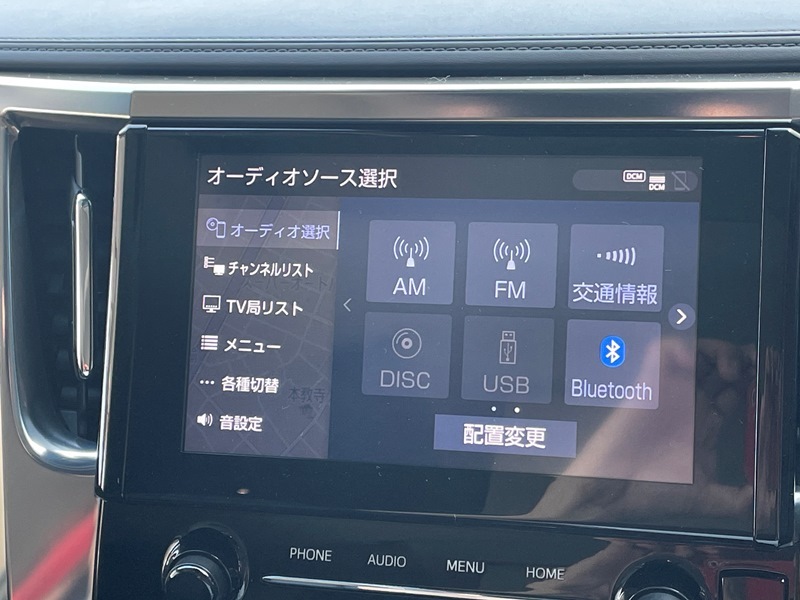 オーディオソース選択
DCM
DCM
オーディオ選択
チャンネルリスト
TV局リスト
メニュー
各種切替
音設定
AM
FM
交通情報
DISC
USB
Bluetooth
配置変更
本教寺
PHONE
AUDIO
MENU
HOME